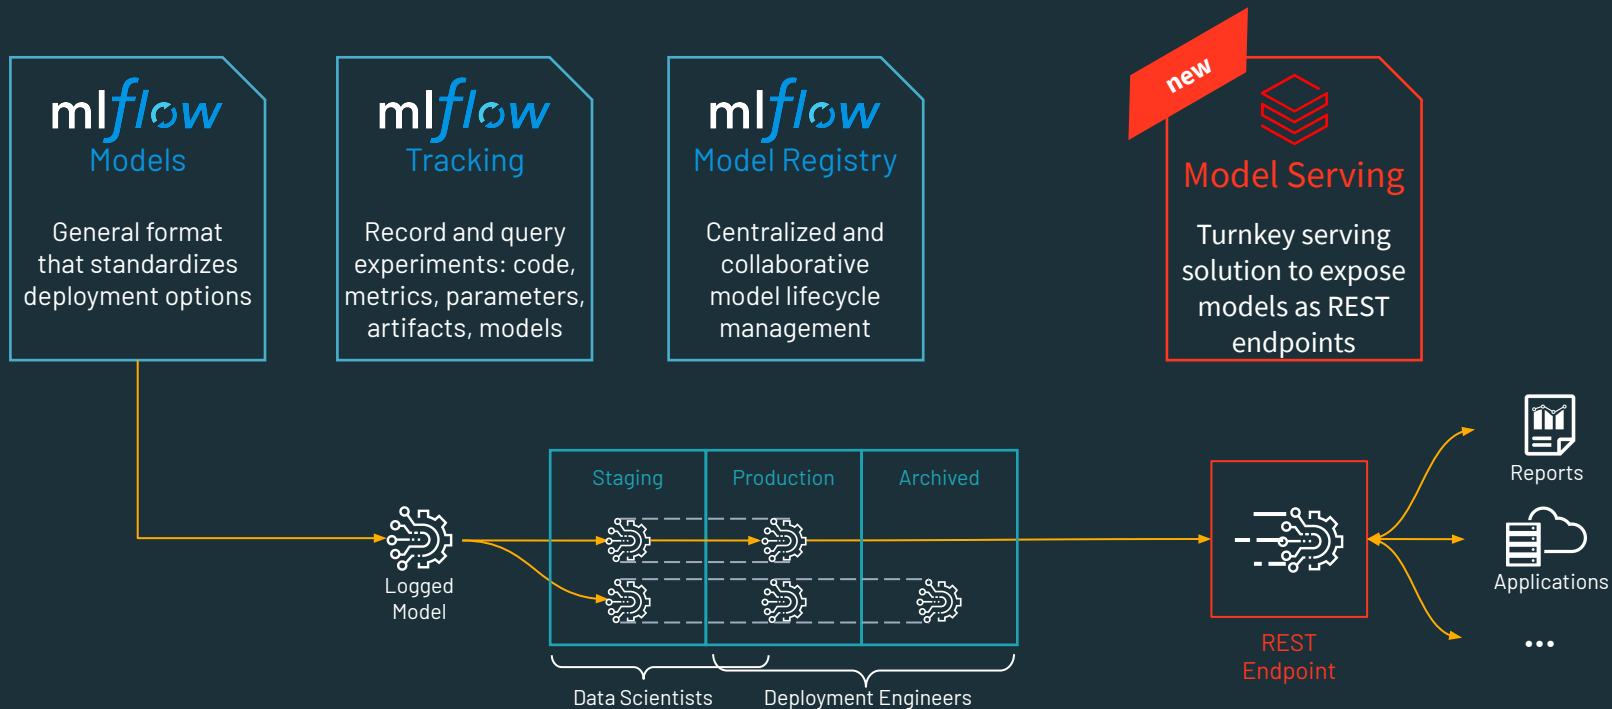 mlflow
Models
General format
that standardizes
deployment options
mlflow
Tracking
Record and query
experiments: code,
metrics, parameters,
artifacts, models
mlflow
Model Registry
Centralized and
collaborative
model lifecycle
management
new
Model Serving
Turnkey serving
solution to expose
models as REST
endpoints
Logged
Model
Staging
Production
Archived
Data Scientists
Deployment Engineers
REST
Endpoint
Reports
Applications
...